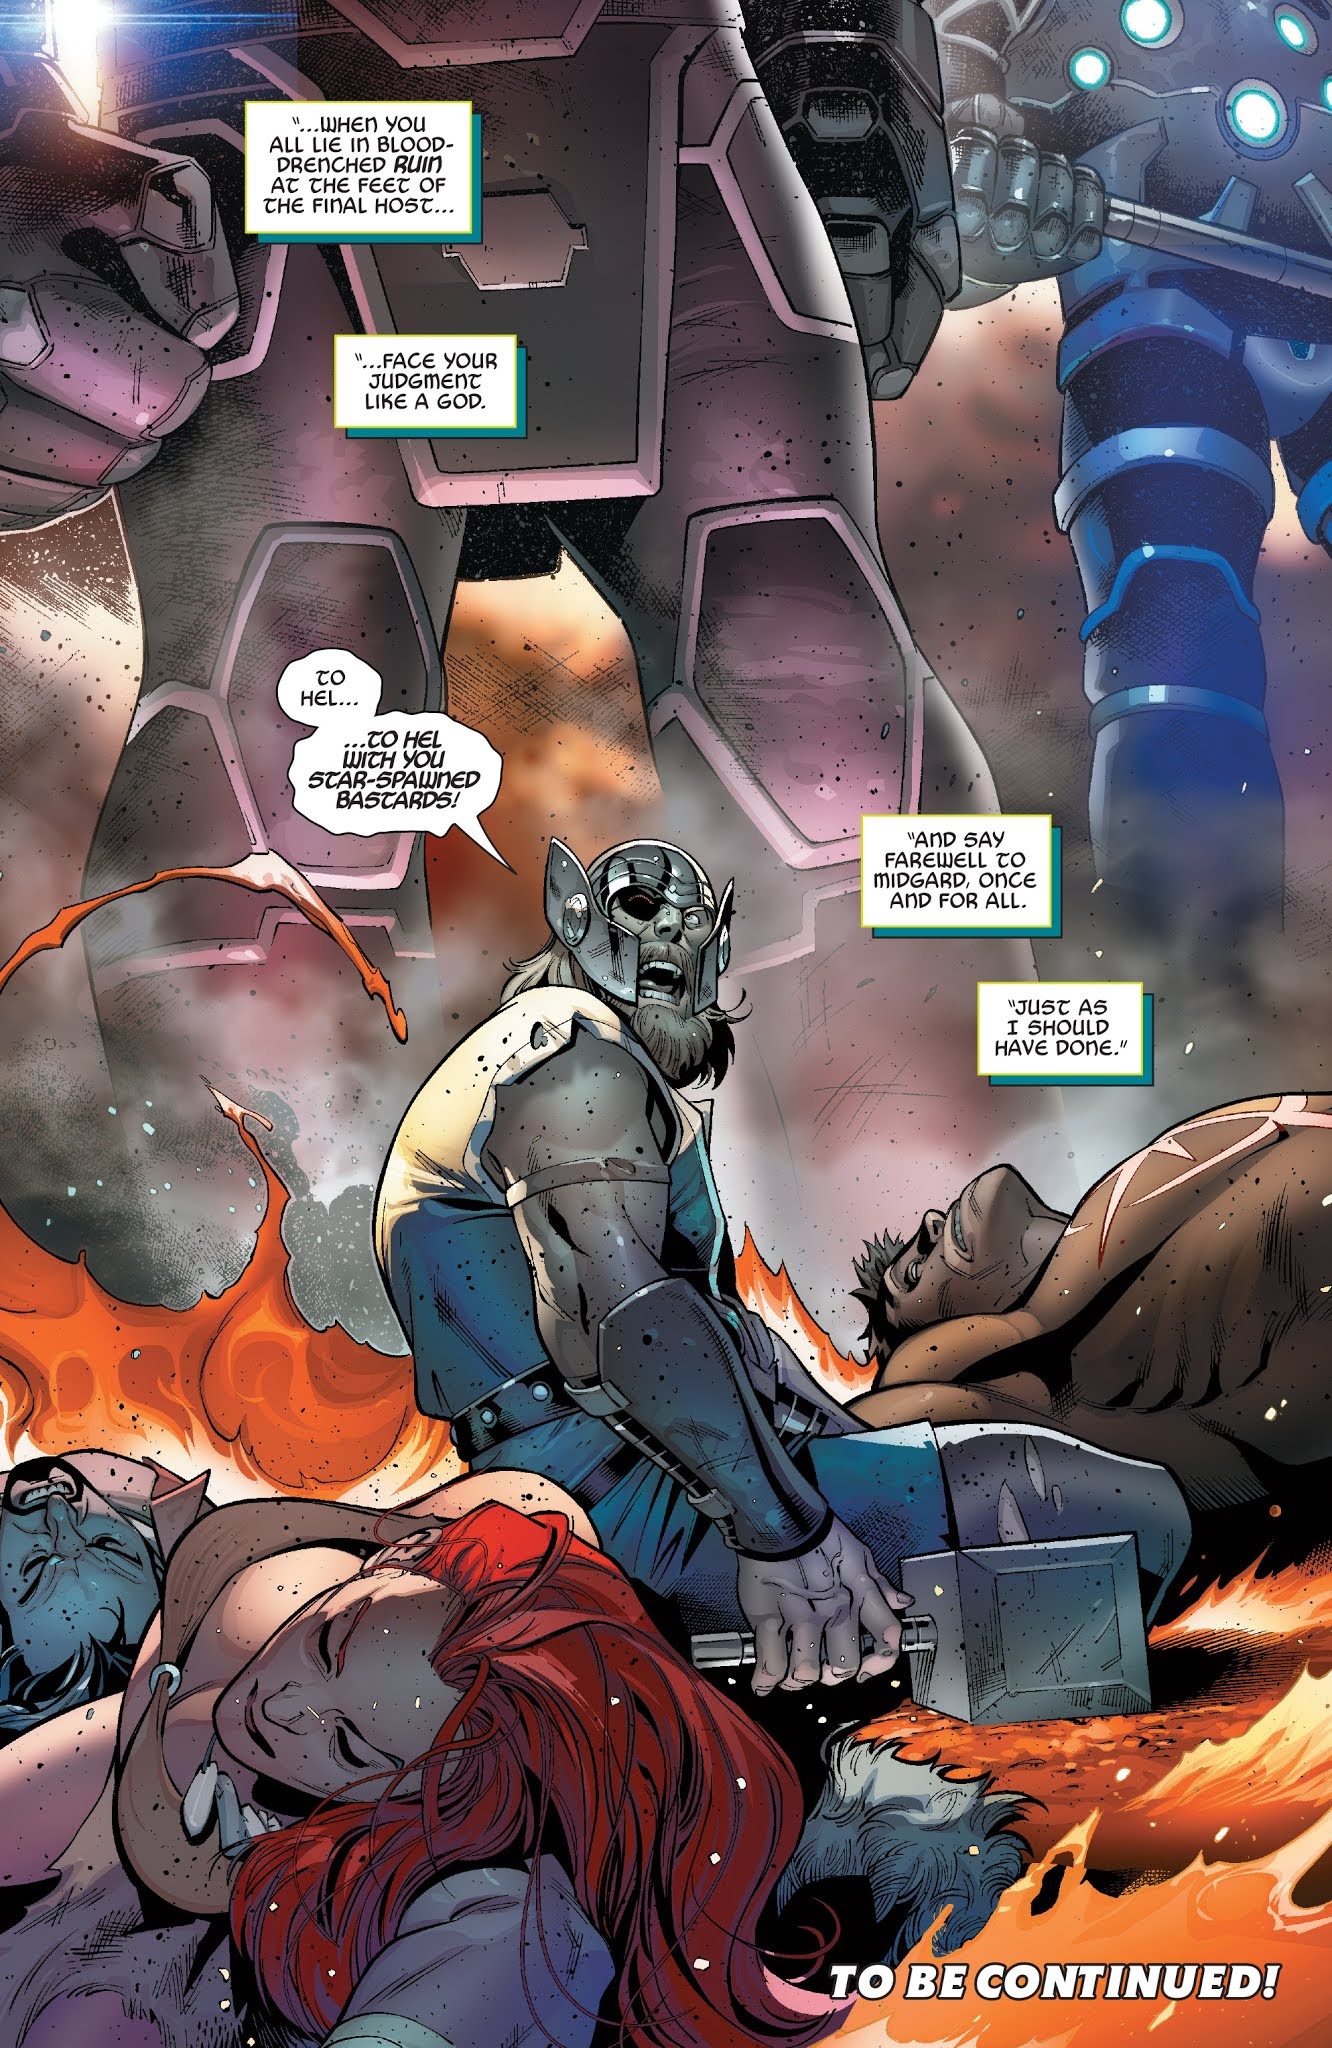 "...WHEN YOU
ALL LIE IN BLOOD-
DRENCHED RUIN
AT THE FEET OF
THE FINAL HOST...
"...FACE YOUR
JUDGMENT
LIKE A GOD.
TO
HEL...
...TO HEL
WITH YOU
STAR-SPAWNED
BASTARDS!
"AND SAY
FAREWELL TO
MIDGARD, ONCE
AND FOR ALL.
"JUST AS
I SHOULD
HAVE DONE."
TO BE CONTINUED!